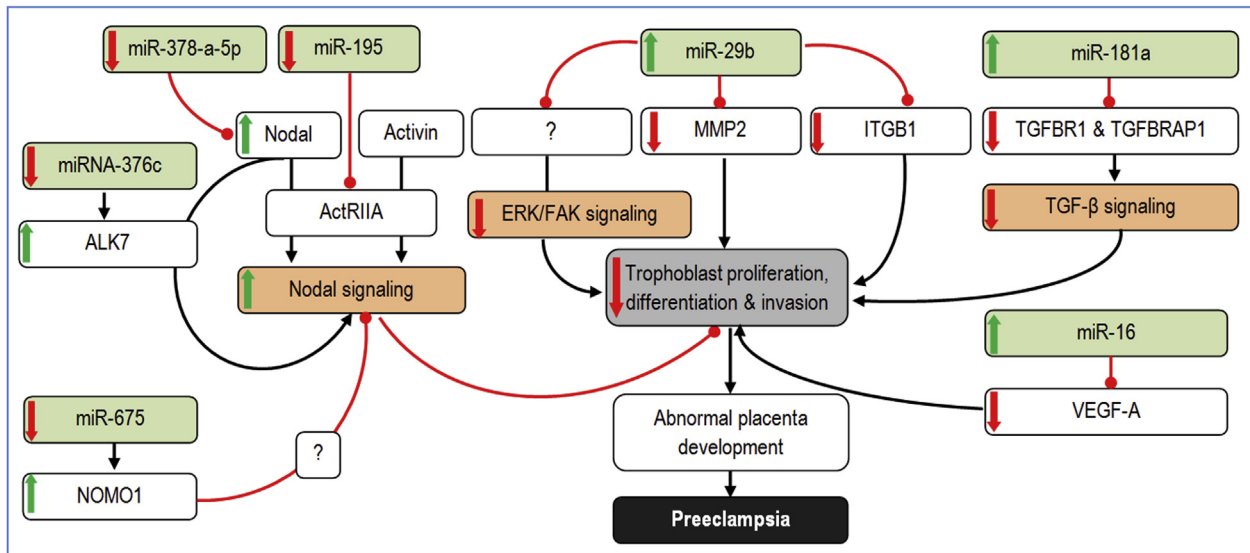 miR-378-a-5p
miR-195
miR-29b
miR-181a
Nodal
Activin
?
MMP2
ITGB1
TGFBR1 & TGFBRAP1
miRNA-376c
ActRIIA
ERK/FAK signaling
TGF-β signaling
ALK7
Nodal signaling
Trophoblast proliferation,
differentiation & invasion
miR-16
miR-675
?
Abnormal placenta
development
VEGF-A
NOMO1
Preeclampsia